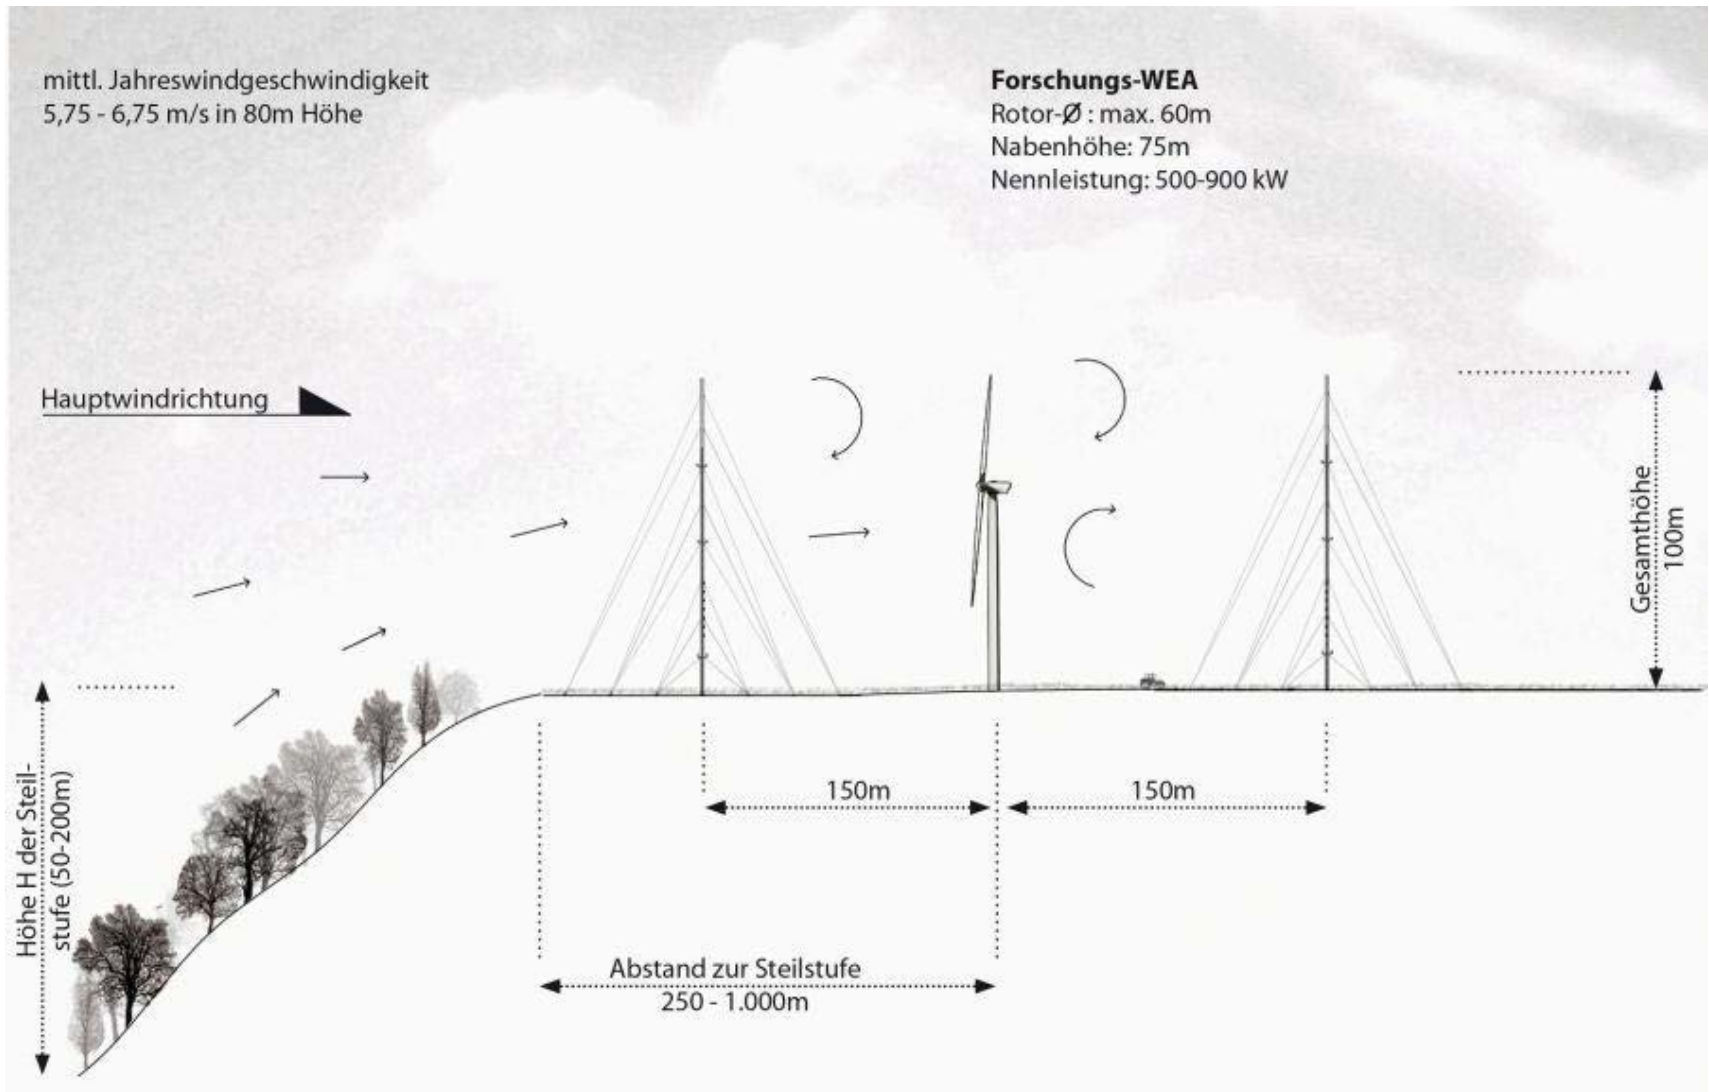 mittl. Jahreswindgeschwindigkeit
5,75 - 6,75 m/s in 80m Höhe
Forschungs-WEA
Rotor-Ø : max. 60m
Nabenhöhe: 75m
Nennleistung: 500-900 kW
Hauptwindrichtung
Gesamthöhe
100m
150m
150m
Höhe H der Steil-
stufe (50-200m)
Abstand zur Steilstufe
250 - 1.000m